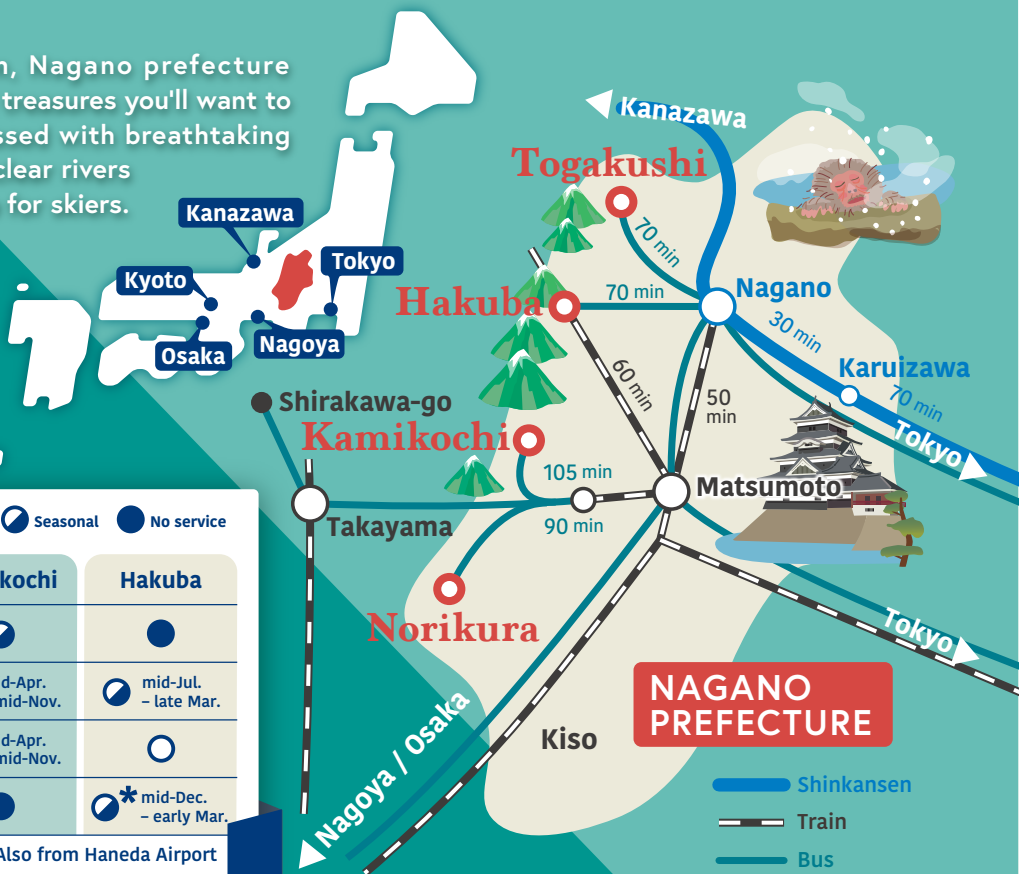 Nagano prefecture
treasures you'll want to
with breathtaking
clear rivers
for skiers.
Kanazawa
Kyoto
Tokyo
Osaka
Nagoya
Kanazawa
Togakushi
70 min
Hakuba
70 min
Nagano
30 min
Karuizawa
70 min
Tokyo
60 min
50
min
Shirakawa-go
Kamikochi
105 min
Matsumoto
Takayama
90 min
Norikura
Tokyo
Nagoya / Osaka
Kiso
NAGANO
PREFECTURE
Shinkansen
Train
Bus
Seasonal
No service
kochi
Hakuba
d-Apr.
mid-Nov.
mid-Jul.
– late Mar.
d-Apr.
mid-Nov.
* mid-Dec.
– early Mar.
Also from Haneda Airport